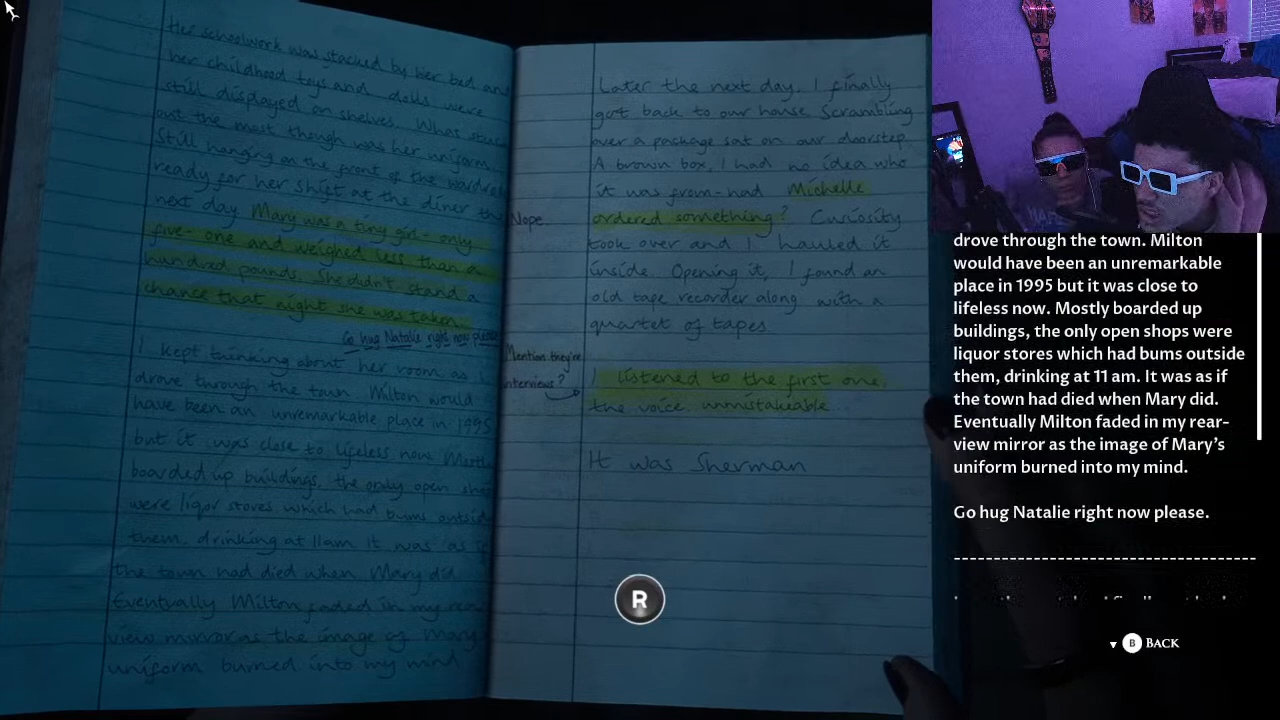 Her schoolwork was stacked by her bed and
her childhood toys and dolls were
still displayed on shelves. What stuck
out the most though was her uniform
Still hanging on the front of the wardrobe
ready for her shift at the diner the
next day Mary was a tiny girl - only
five- one and weighed less than a
hundred pounds. She didn't stand a
chance that night she was taken
Go hug Natalie right now please
I kept thinking about her room as I
drove through the town. Milton would
have been an unremarkable place in 1995
but it was close to lifeless now Mostly
boarded up buildings, the only open shops
were liqor stores which had bums outside
them, drinking at 11am It was as if
the town had died when Mary did
Eventually Milton faded in my rear
view mirror as the image of Mary's
uniform burned into my mind
Later the next day, I finally
got back to our house Scrambling
over a package sat on our doorstep
A brown box, I had no idea who
it was from-had Michelle
Nope
ordered something? Curiosity
took over and I hauled it
inside. Opening it, I found an
old tape recorder along with a
quartet of tapes
Mention they're
interviews?
I listened to the first one,
the voice, unmistakeable
It was Sherman
R
drove through the town. Milton
would have been an unremarkable
place in 1995 but it was close to
lifeless now. Mostly boarded up
buildings, the only open shops were
liquor stores which had bums outside
them, drinking at 11 am. It was as if
the town had died when Mary did.
Eventually Milton faded in my rear-
view mirror as the image of Mary's
uniform burned into my mind.
Go hug Natalie right now please.
------------------------------------
B BACK